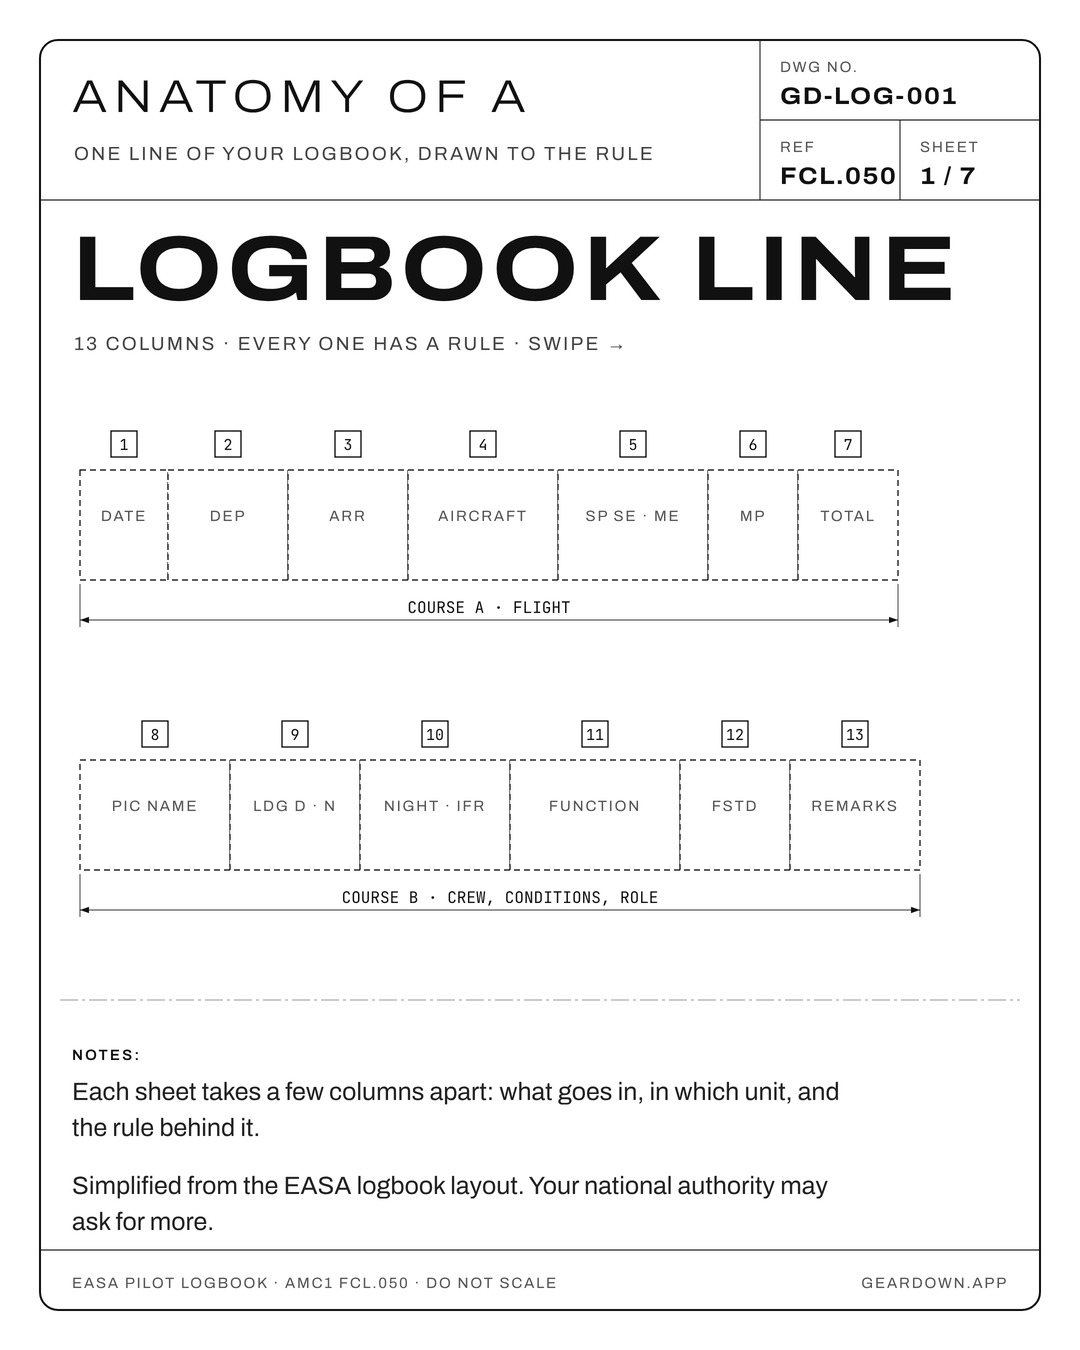 ANATOMY OF A
ONE LINE OF YOUR LOGBOOK, DRAWN TO THE RULE
DWG NO.
GD-LOG-001
REF
FCL.050
SHEET
1 / 7
LOGBOOK LINE
13 COLUMNS · EVERY ONE HAS A RULE · SWIPE →
1 2 3 4 5 6 7
DATE DEP ARR AIRCRAFT SP SE · ME MP TOTAL
COURSE A · FLIGHT
8 9 10 11 12 13
PIC NAME LDG D · N NIGHT · IFR FUNCTION FSTD REMARKS
COURSE B · CREW, CONDITIONS, ROLE
NOTES:
Each sheet takes a few columns apart: what goes in, in which unit, and
the rule behind it.
Simplified from the EASA logbook layout. Your national authority may
ask for more.
EASA PILOT LOGBOOK · AMC1 FCL.050 · DO NOT SCALE
GEARDOWN.APP